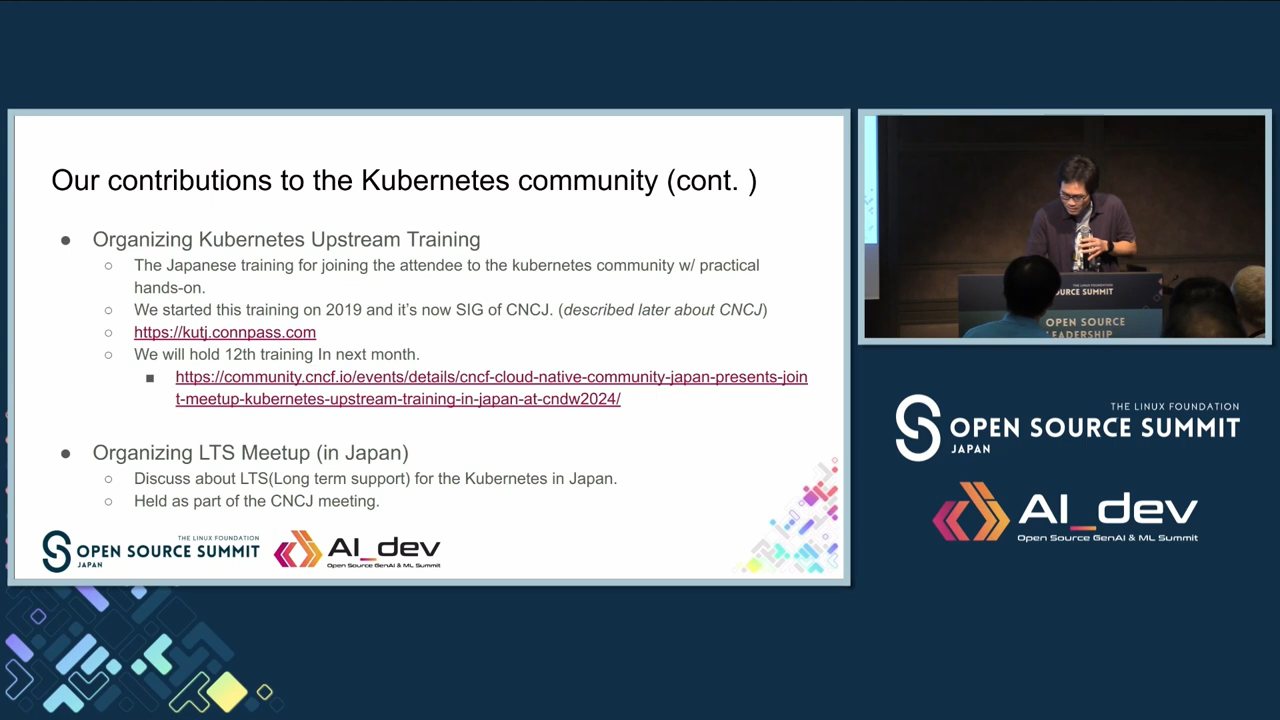 Our contributions to the Kubernetes community (cont. )
● Organizing Kubernetes Upstream Training
○ The Japanese training for joining the attendee to the kubernetes community w/ practical
hands-on.
○ We started this training on 2019 and it's now SIG of CNCJ. (described later about CNCJ)
○ https://kutj.connpass.com
○ We will hold 12th training In next month.
■ https://community.cncf.io/events/details/cncf-cloud-native-community-japan-presents-join
t-meetup-kubernetes-upstream-training-in-japan-at-cndw2024/
● Organizing LTS Meetup (in Japan)
○ Discuss about LTS(Long term support) for the Kubernetes in Japan.
○ Held as part of the CNCJ meeting.
THE LINUX FOUNDATION
OPEN SOURCE SUMMIT
JAPAN
AI_dev
Open Source GenAI & ML Summit
THE LINUX FOUNDATION
SOURCE SUMMIT
OPEN SOURCE
LEADERSHIP
THE LINUX FOUNDATION
OPEN SOURCE SUMMIT
JAPAN
AI_dev
Open Source GenAI & ML Summit